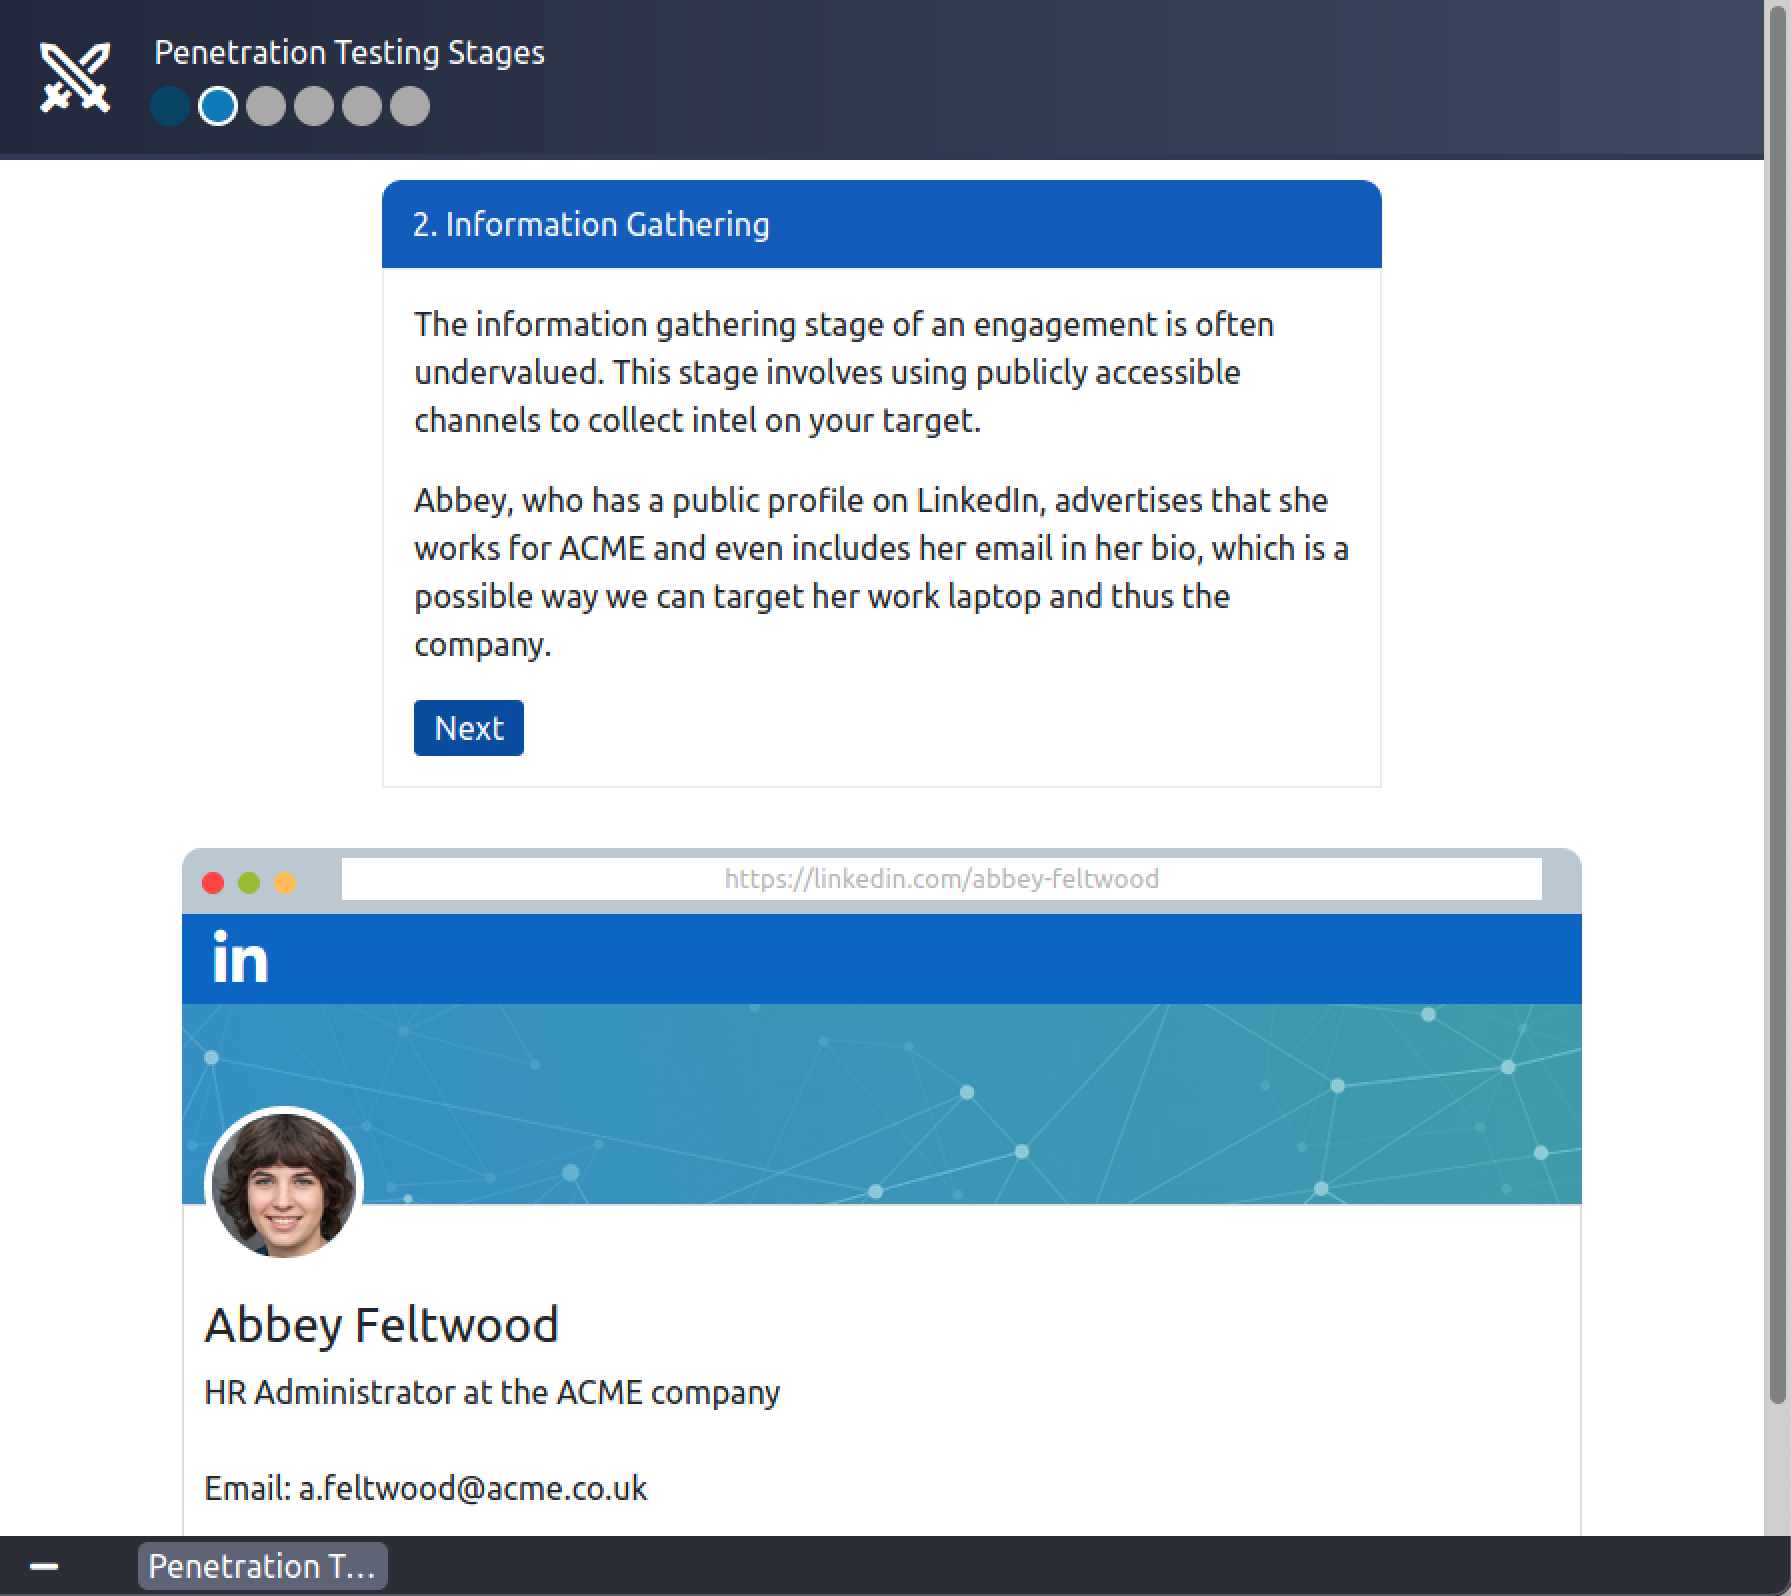 Penetration Testing Stages
2. Information Gathering
The information gathering stage of an engagement is often
undervalued. This stage involves using publicly accessible
channels to collect intel on your target.
Abbey, who has a public profile on LinkedIn, advertises that she
works for ACME and even includes her email in her bio, which is a
possible way we can target her work laptop and thus the
company.
Next
https://linkedin.com/abbey-feltwood
in
Abbey Feltwood
HR Administrator at the ACME company
Email: a.feltwood@acme.co.uk
Penetration T...